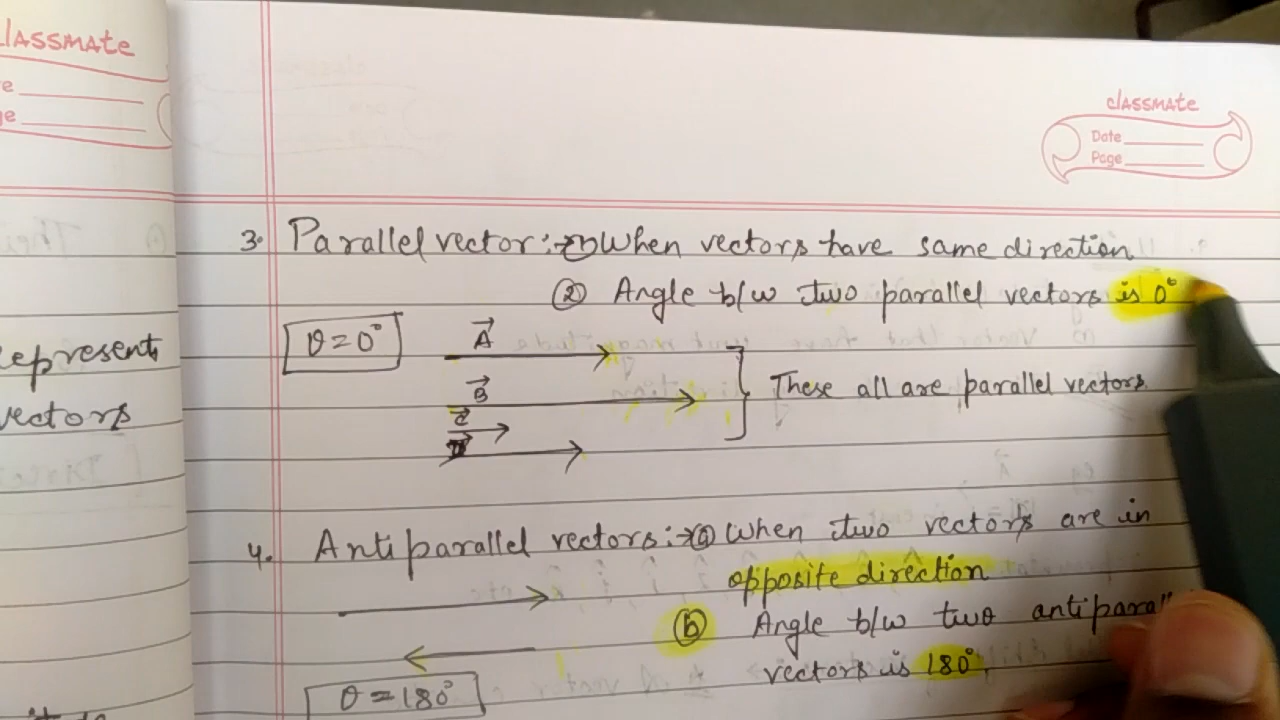 classmate
Date
Page
3. Parallel vector:→① When vectors have same direction
② Angle b/w two parallel vectors is 0°
θ=0°
A
B
C
These all are parallel vectors.
represent
vectors
4. Antiparallel vectors:→ⓐ When two vectors are in
opposite direction
ⓑ Angle b/w two
vectors is 180°
θ=180°